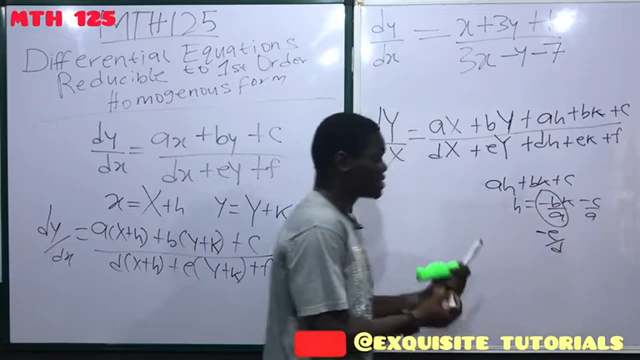 MTH 125
MTH125
Differential Equations
Reducible to 1st Order
Homogenous form
dy/dx = ax+by+c / dx+ey+f
x=X+h y=Y+k
dy/dx = a(X+h)+b(Y+k)+c / d(X+h)+e(Y+k)+f
dy/dx = x+3y+ / 3x-y-7
dY/X = aX+bY+ah+bk+c / dX+eY+dh+ek+f
ah+bk+c
h = -bk/a -c/a
-e/d
@EXQUISITE TUTORIALS